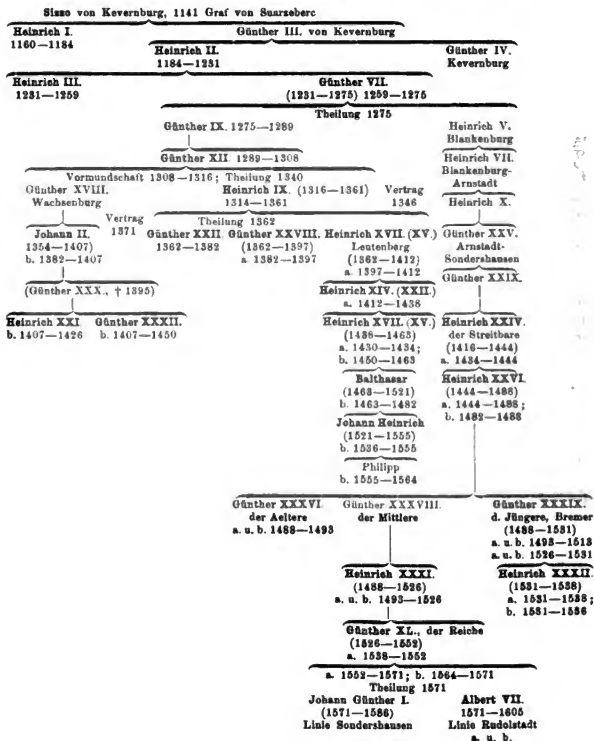 Sizzo von Kevernburg, 1141 Graf von Suarzeberc
Heinrich I. Günther III. von Kevernburg
1160—1184 Heinrich II. Günther IV.
1184—1231 Kevernburg
Heinrich III. Günther VII.
1231—1259 (1231—1275) 1259—1275
Theilung 1275
Günther IX. 1275—1289 Heinrich V.
Blankenburg
Günther XII. 1289—1308 Heinrich VII.
Blankenburg-
Vormundschaft 1308—1316; Theilung 1340 Arnstadt
Günther XVIII. Heinrich IX. (1316—1361) Vertrag Heinrich X.
Wachsenburg 1314—1361 1346
Vertrag Theilung 1362
Johann II. 1371 Günther XXII. Günther XXVIII. Heinrich XVII. (XV.) Günther XXV.
1354—1407) 1362—1382 (1362—1397) Leutenberg Arnstadt-
b. 1382—1407 a. 1382—1397 (1362—1412) Sondershausen
a. 1397—1412 Günther XXIX.
(Günther XXX., † 1395) Heinrich XIV. (XXII.)
a. 1412—1438
Heinrich XXI. Günther XXXII. Heinrich XVII. (XV.) Heinrich XXIV.
b. 1407—1426 b. 1407—1450 (1438—1463) der Streitbare
a. 1430—1434; (1416—1444)
b. 1450—1463 a. 1434—1444
Balthasar Heinrich XXVI.
(1463—1521) (1444—1488)
b. 1463—1482 a. 1444—1488;
Johann Heinrich b. 1482—1488
(1521—1555)
b. 1536—1555
Philipp
b. 1555—1564
Günther XXXVI. Günther XXXVIII. Günther XXXIX.
der Aeltere der Mittlere d. Jüngere, Bremer
a. u. b. 1488—1493 (1488—1531)
a. u. b. 1493—1513
a. u. b. 1526—1531
Heinrich XXXI. Heinrich XXXII.
(1488—1526) (1531—1538)
a. u. b. 1493—1526 a. 1531—1538;
b. 1531—1536
Günther XL., der Reiche
(1526—1552)
a. 1538—1552
a. 1552—1571; b. 1564—1571
Theilung 1571
Johann Günther I. Albert VII.
(1571—1586) 1571—1605
Linie Sondershausen Linie Rudolstadt
a. u. b.